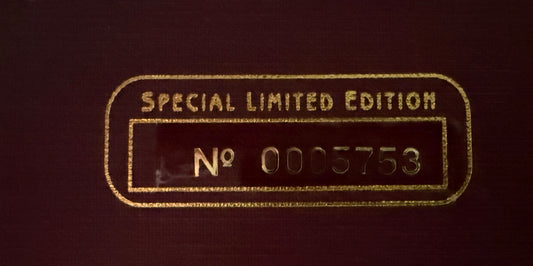 SPECIAL LIMITED EDITION
Nº 0005753